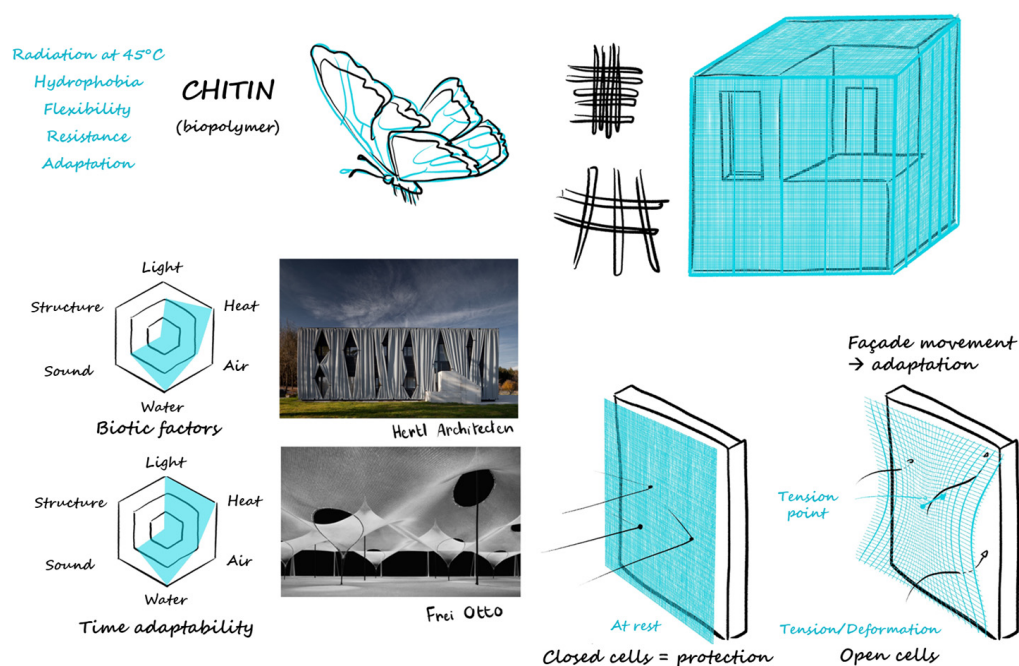 Radiation at 45°C
Hydrophobia
Flexibility
Resistance
Adaptation
CHITIN
(biopolymer)
Light
Structure
Heat
Sound
Air
Water
Biotic factors
Hertl Architecten
Light
Structure
Heat
Sound
Air
Water
Time adaptability
Frei Otto
At rest
Closed cells = protection
Façade movement
→ adaptation
Tension
point
Tension/Deformation
Open cells